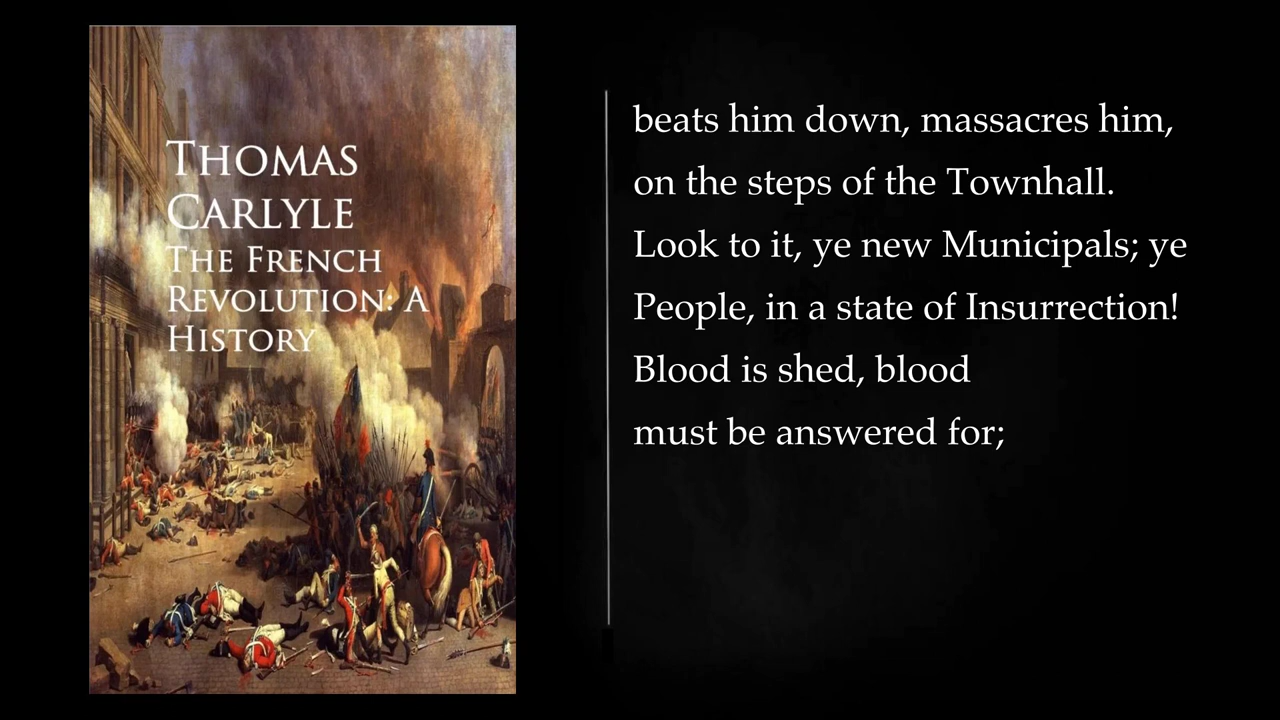 THOMAS
CARLYLE
THE FRENCH
REVOLUTION: A
HISTORY
beats him down, massacres him,
on the steps of the Townhall.
Look to it, ye new Municipals; ye
People, in a state of Insurrection!
Blood is shed, blood
must be answered for;